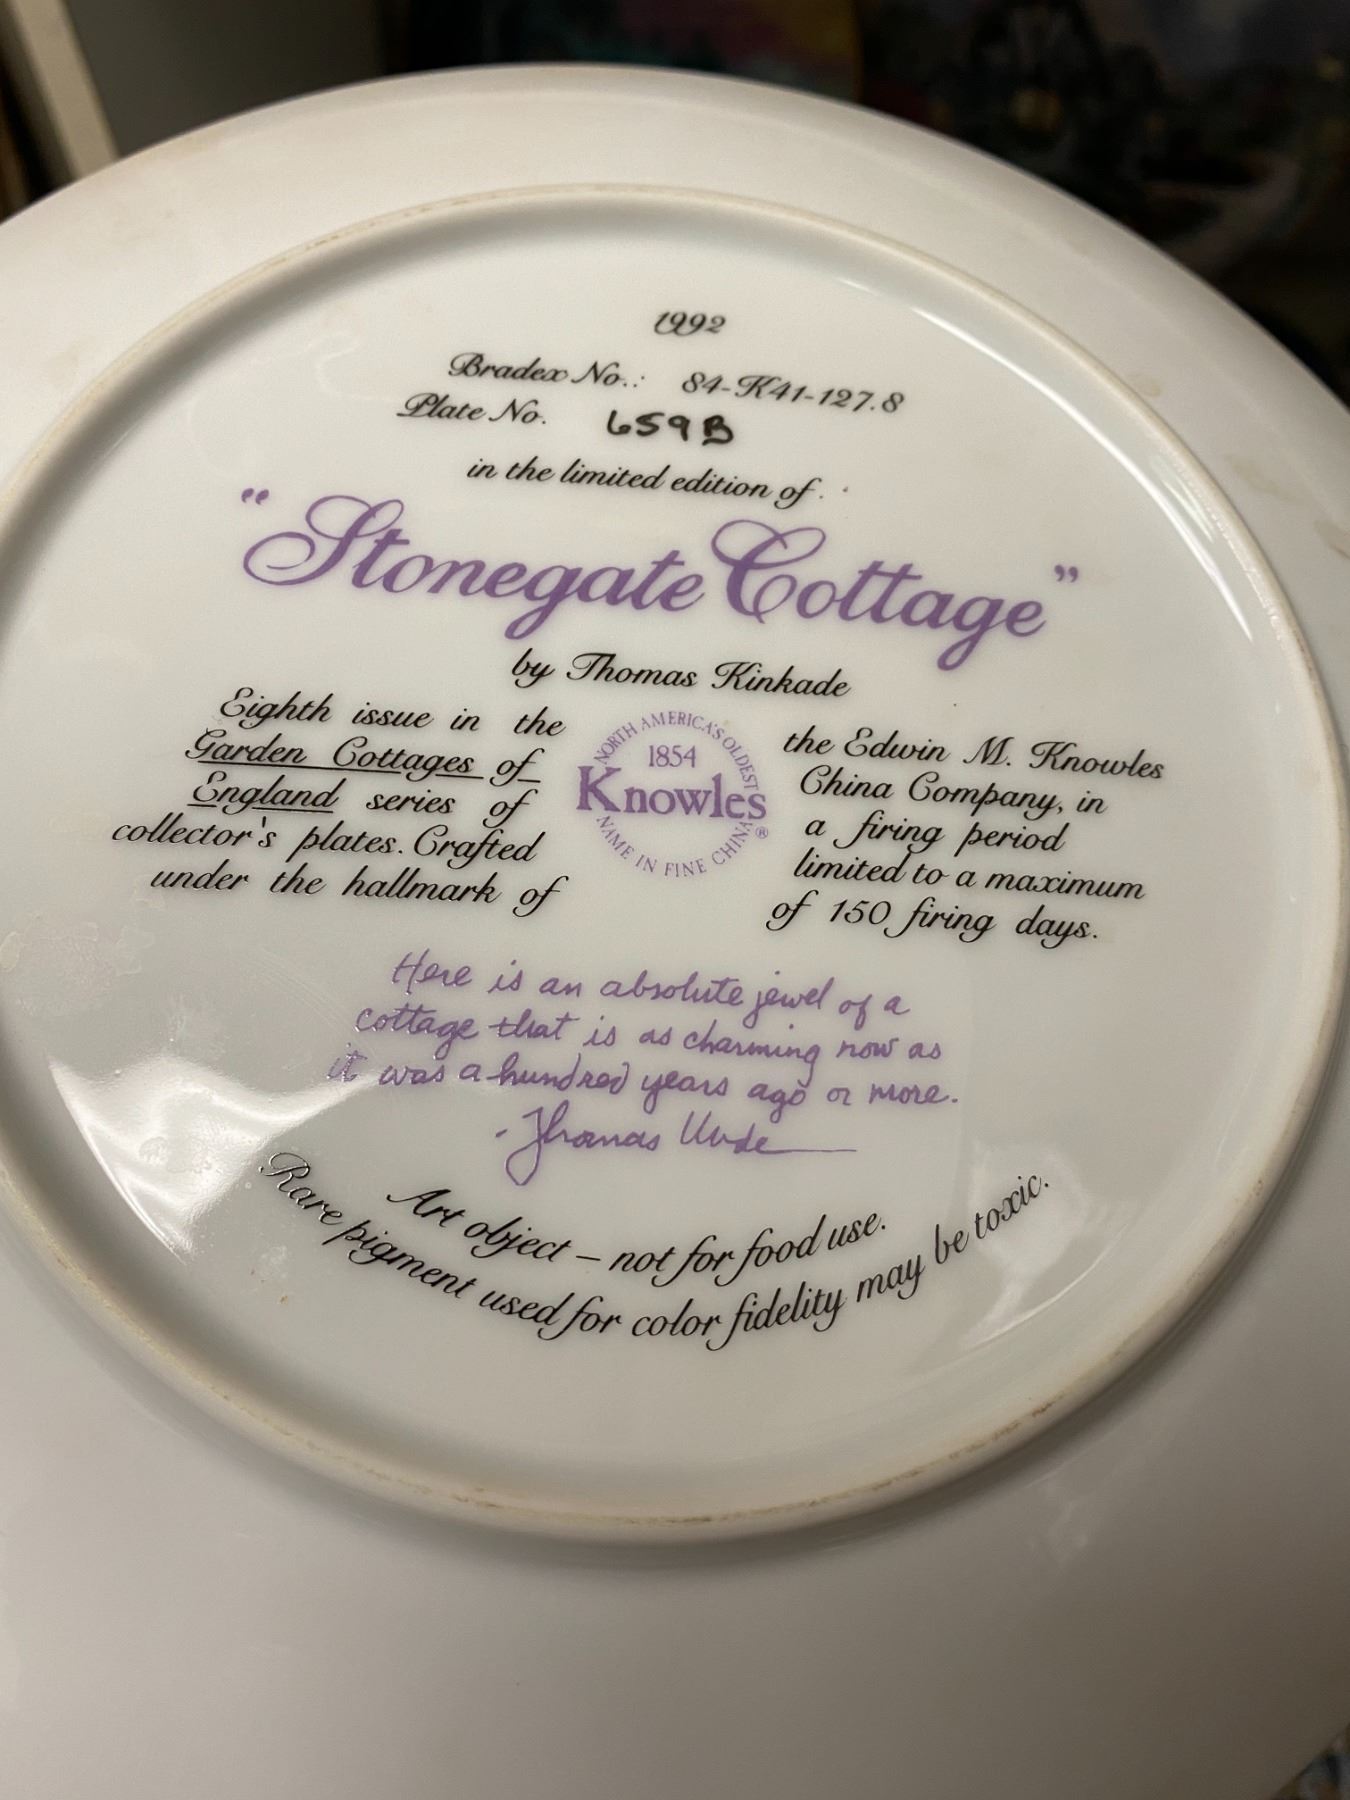 1992
Bradex No.: 84-K41-127.8
Plate No. 659B
in the limited edition of
"Stonegate Cottage"
by Thomas Kinkade
Eighth issue in the
Garden Cottages of
England series of
collector's plates. Crafted
under the hallmark of
NORTH AMERICA'S OLDEST
1854
Knowles®
NAME IN FINE CHINA
the Edwin M. Knowles
China Company, in
a firing period
limited to a maximum
of 150 firing days.
Here is an absolute jewel of a
cottage that is as charming now as
it was a hundred years ago or more.
- Thomas
Art object – not for food use.
Rare pigment used for color fidelity may be toxic.